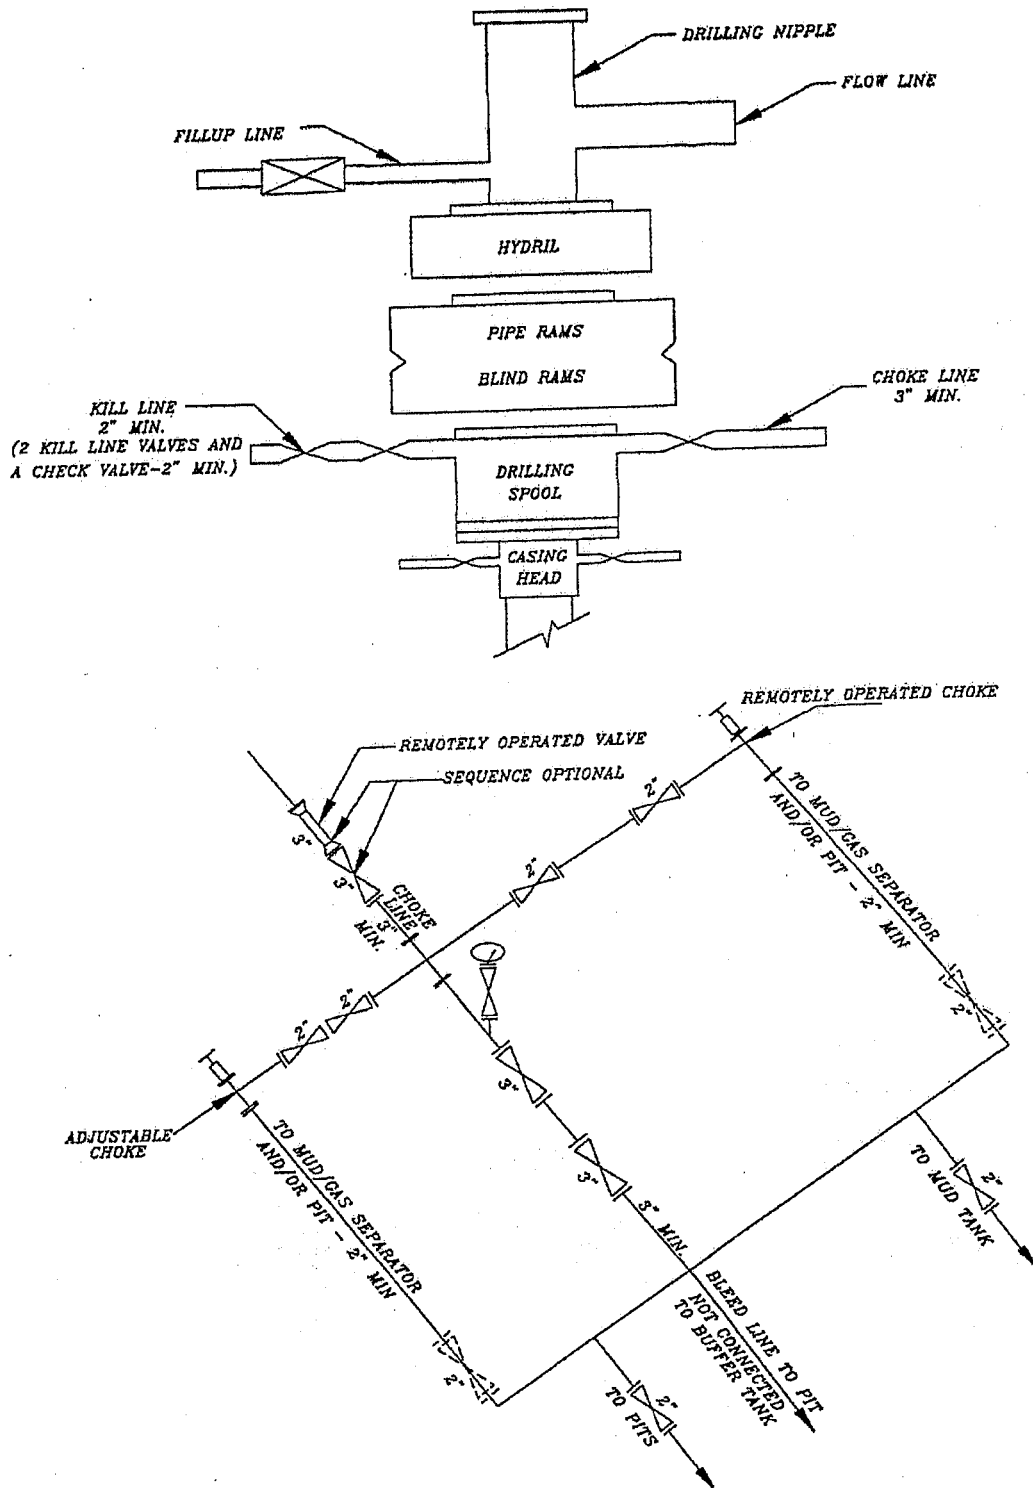 DRILLING NIPPLE
FLOW LINE
FILLUP LINE
HYDRIL
PIPE RAMS
BLIND RAMS
CHOKE LINE
3" MIN.
KILL LINE
2" MIN.
(2 KILL LINE VALVES AND
A CHECK VALVE-2" MIN.)
DRILLING
SPOOL
CASING
HEAD
REMOTELY OPERATED CHOKE
REMOTELY OPERATED VALVE
SEQUENCE OPTIONAL
3"
3"
CHOKE
LINE
3"
MIN.
2"
2"
TO MUD/GAS SEPARATOR
AND/OR PIT - 2" MIN
2"
2"
2"
ADJUSTABLE
CHOKE
TO MUD/GAS SEPARATOR
AND/OR PIT - 2" MIN
2"
3"
3"
3" MIN.
BLEED LINE TO PIT
NOT CONNECTED
TO BUFFER TANK
2"
TO MUD TANK
2"
TO PITS